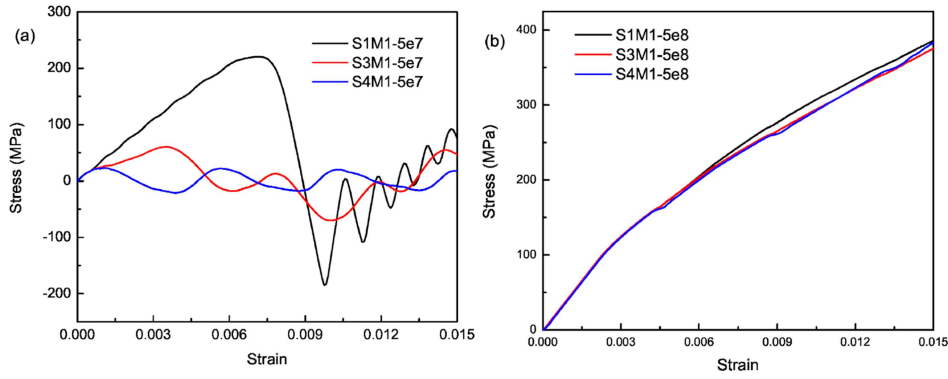 (a)
S1M1-5e7
S3M1-5e7
S4M1-5e7
300
200
100
0
-100
-200
Stress (MPa)
0.000
0.003
0.006
0.009
0.012
0.015
Strain
(b)
S1M1-5e8
S3M1-5e8
S4M1-5e8
400
300
200
100
0
Stress (MPa)
0.000
0.003
0.006
0.009
0.012
0.015
Strain